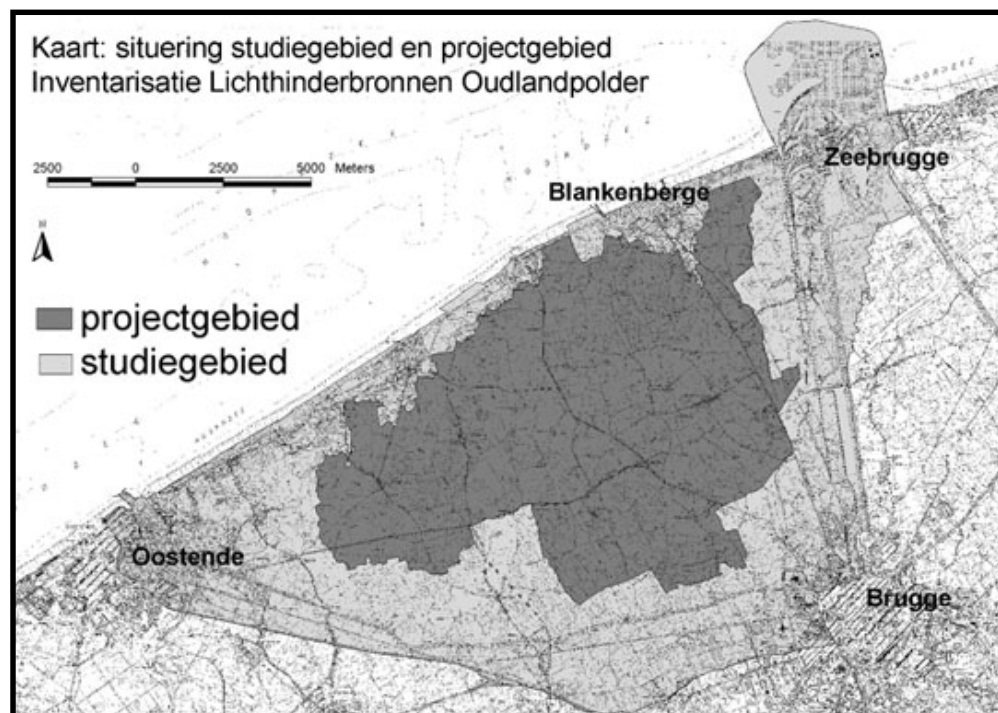 Kaart: situering studiegebied en projectgebied
Inventarisatie Lichthinderbronnen Oudlandpolder
2500 0 2500 5000 Meters
Zeebrugge
Blankenberge
N
projectgebied
studiegebied
Oostende
Brugge
NOORDZEE